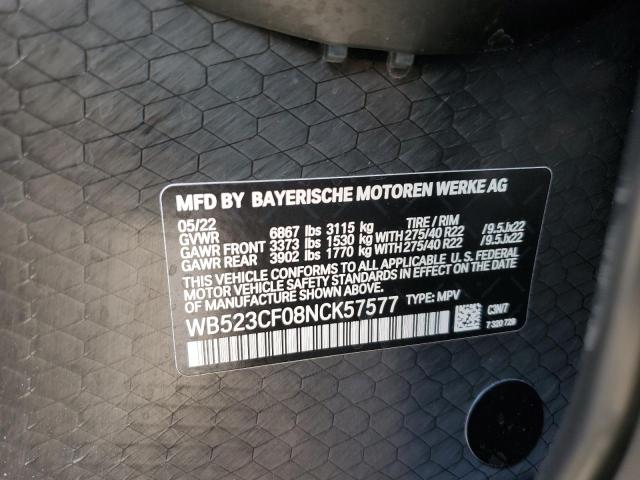 MFD BY BAYERISCHE MOTOREN WERKE AG
05/22 TIRE / RIM
GVWR 6867 lbs 3115 kg
GAWR FRONT 3373 lbs 1530 kg WITH 275/40 R22 /9.5Jx22
GAWR REAR 3902 lbs 1770 kg WITH 275/40 R22 /9.5Jx22
THIS VEHICLE CONFORMS TO ALL APPLICABLE U.S. FEDERAL
MOTOR VEHICLE SAFETY STANDARDS IN EFFECT ON THE
DATE OF MANUFACTURE SHOWN ABOVE.
WB523CF08NCK57577 TYPE: MPV
C3N7